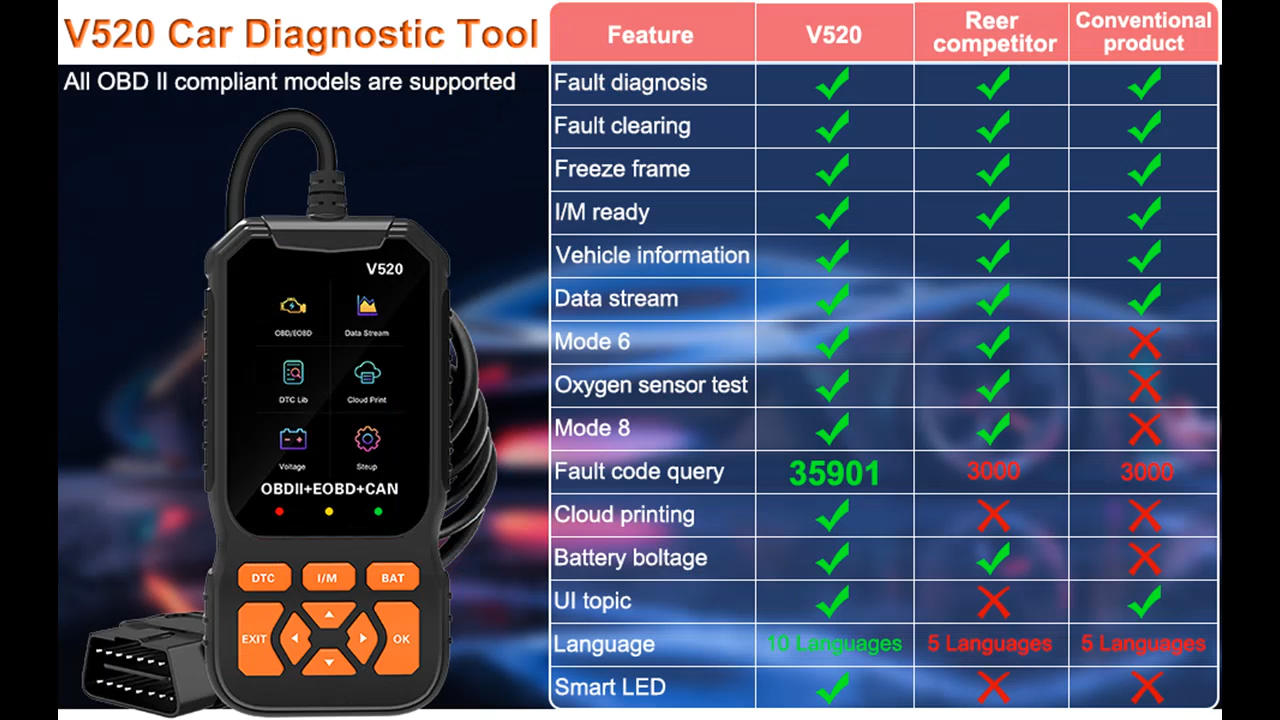 V520 Car Diagnostic Tool
All OBD II compliant models are supported
V520
OBD/EOBD
Data Stream
DTC Lib
Cloud Print
Voltage
Steup
OBDII+EOBD+CAN
DTC
I/M
BAT
EXIT
OK
Feature V520 Reer competitor Conventional product
Fault diagnosis
Fault clearing
Freeze frame
I/M ready
Vehicle information
Data stream
Mode 6
Oxygen sensor test
Mode 8
Fault code query 35901 3000 3000
Cloud printing
Battery boltage
UI topic
Language 10 Languages 5 Languages 5 Languages
Smart LED